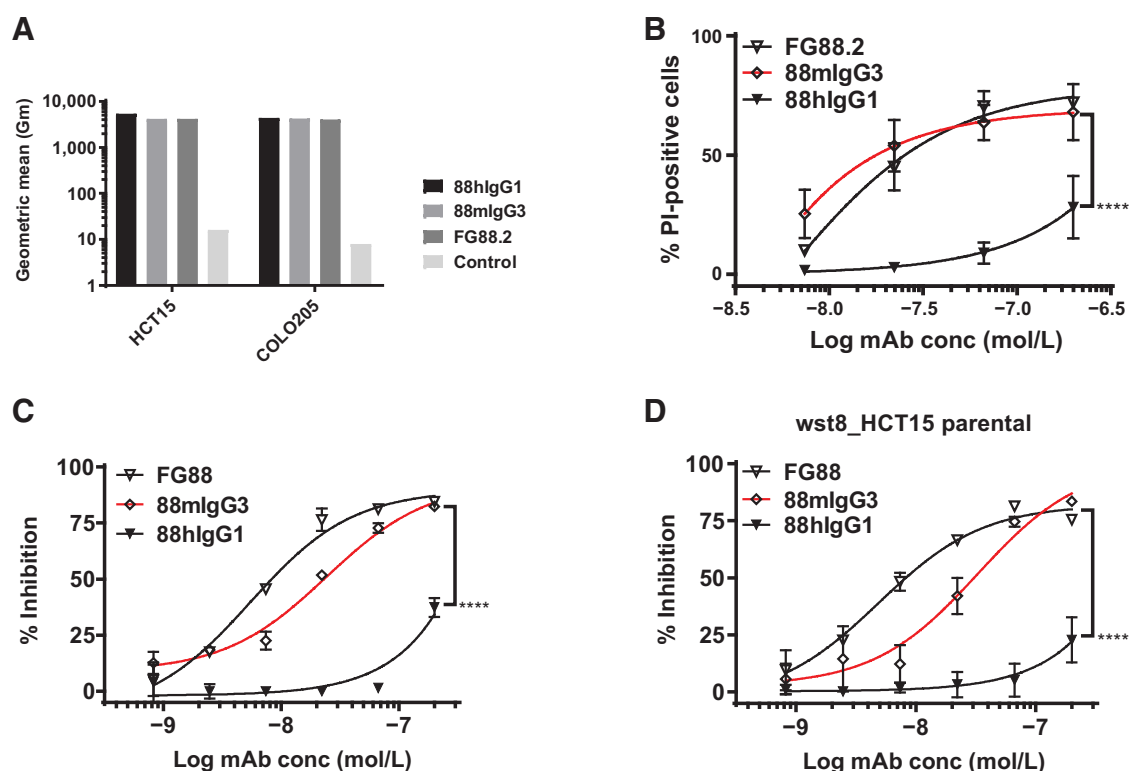 A
Geometric mean (Gm)
10,000
1,000
100
10
1
HCT15
COLO205
88hIgG1
88mIgG3
FG88.2
Control
B
% PI-positive cells
100
50
0
FG88.2
88mIgG3
88hIgG1
****
−8.5 −8.0 −7.5 −7.0 −6.5
Log mAb conc (mol/L)
C
% Inhibition
100
75
50
25
0
FG88
88mIgG3
88hIgG1
****
−9 −8 −7
Log mAb conc (mol/L)
D
wst8_HCT15 parental
% Inhibition
100
75
50
25
0
FG88
88mIgG3
88hIgG1
****
−9 −8 −7
Log mAb conc (mol/L)